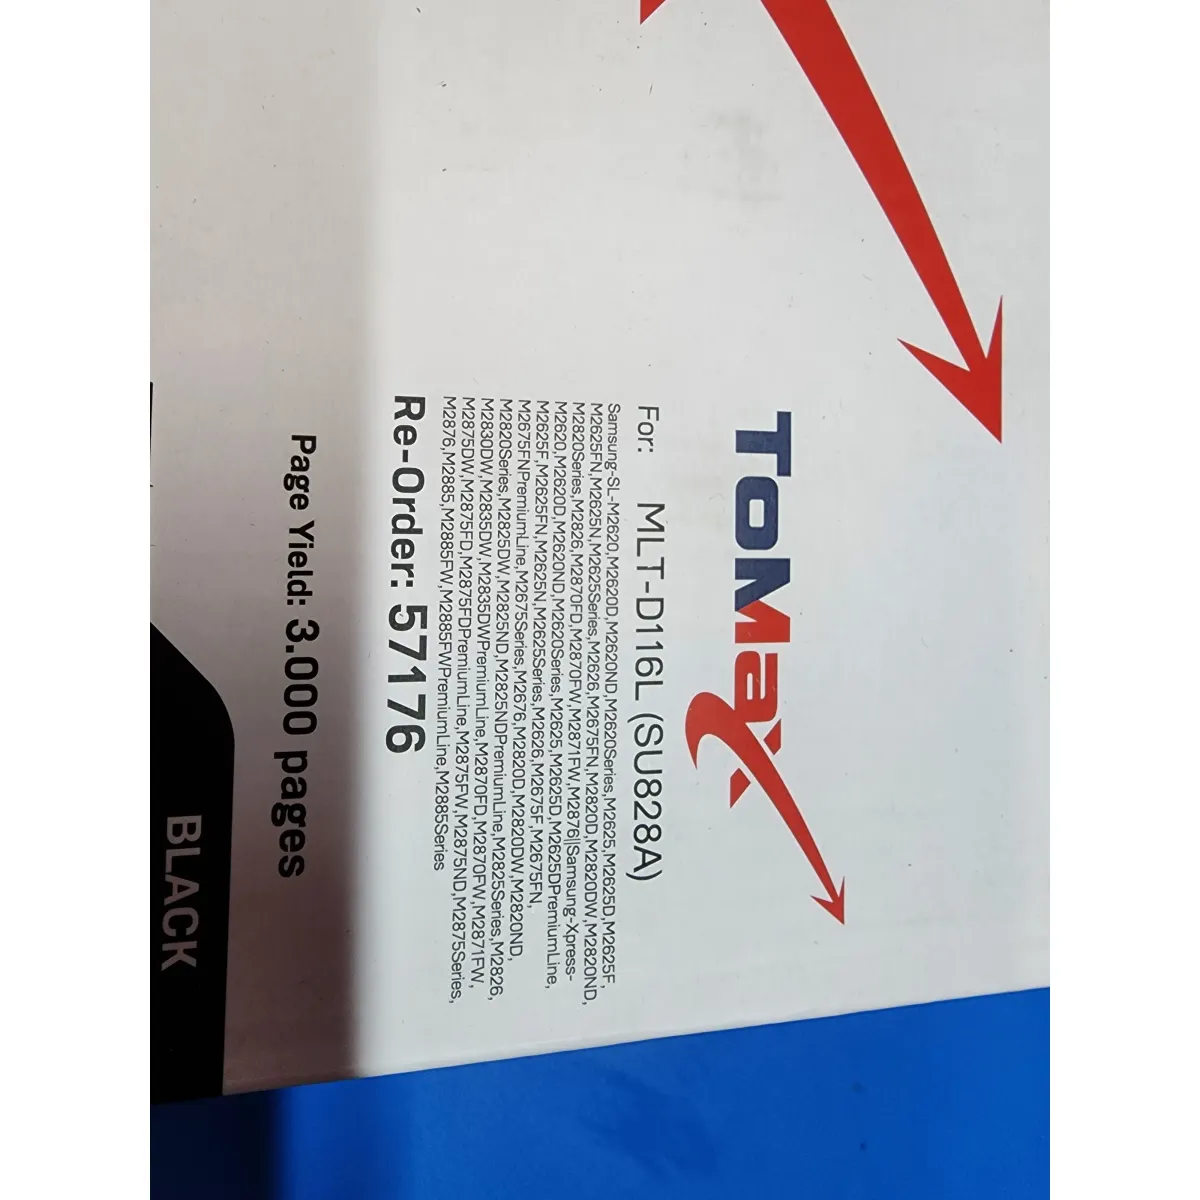 ToMax
For: MLT-D116L (SU828A)
Samsung-SL-M2620,M2620D,M2620ND,M2620Series,M2625,M2625D,M2625F,
M2625FN,M2625N,M2625Series,M2626,M2675FN,M2820D,M2820DW,M2820ND,
M2820Series,M2826,M2870FD,M2870FW,M2871FW,M2876||Samsung-Xpress-
M2620,M2620D,M2620ND,M2620Series,M2625,M2625D,M2625DPremiumLine,
M2625F,M2625FN,M2625N,M2625Series,M2626,M2675F,M2675FN,
M2675FNPremiumLine,M2675Series,M2676,M2820D,M2820DW,M2820ND,
M2820Series,M2825DW,M2825ND,M2825NDPremiumLine,M2825Series,M2826,
M2830DW,M2835DW,M2835DWPremiumLine,M2870FD,M2870FW,M2871FW,
M2875DW,M2875FD,M2875FDPremiumLine,M2875FW,M2875ND,M2875Series,
M2876,M2885,M2885FW,M2885FWPremiumLine,M2885Series
Re-Order: 57176
Page Yield: 3.000 pages
BLACK